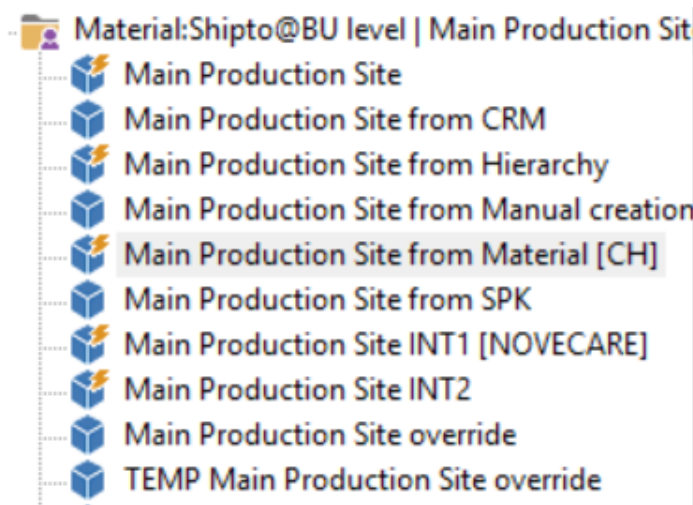 Material:Shipto@BU level | Main Production Sit
Main Production Site
Main Production Site from CRM
Main Production Site from Hierarchy
Main Production Site from Manual creation
Main Production Site from Material [CH]
Main Production Site from SPK
Main Production Site INT1 [NOVECARE]
Main Production Site INT2
Main Production Site override
TEMP Main Production Site override